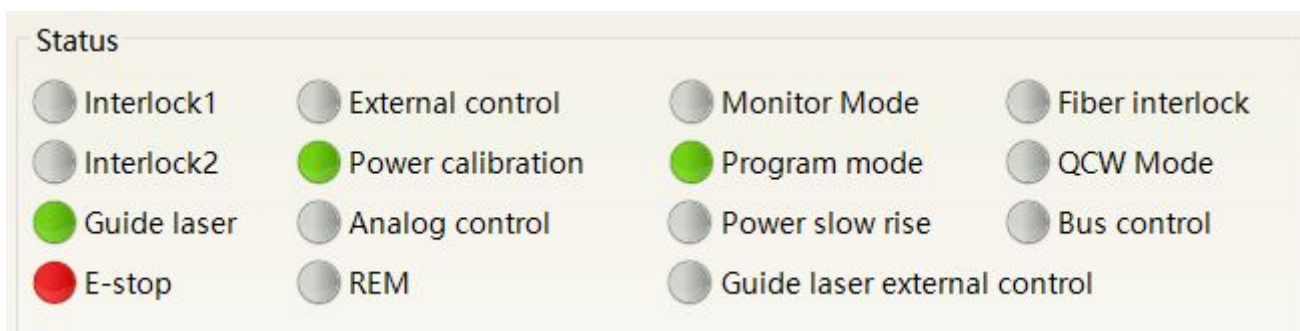 Status
Interlock1 External control Monitor Mode Fiber interlock
Interlock2 Power calibration Program mode QCW Mode
Guide laser Analog control Power slow rise Bus control
E-stop REM Guide laser external control